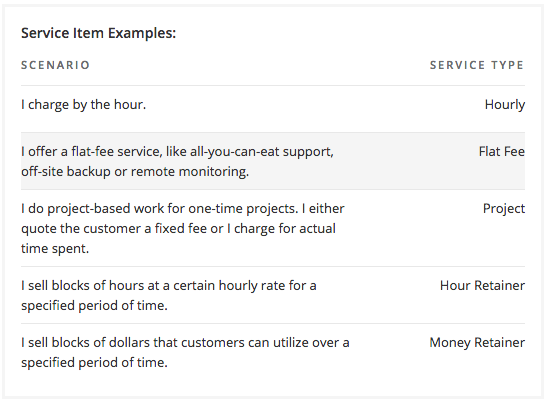 Service Item Examples:
SCENARIO SERVICE TYPE
I charge by the hour. Hourly
I offer a flat-fee service, like all-you-can-eat support, Flat Fee
off-site backup or remote monitoring.
I do project-based work for one-time projects. I either Project
quote the customer a fixed fee or I charge for actual
time spent.
I sell blocks of hours at a certain hourly rate for a Hour Retainer
specified period of time.
I sell blocks of dollars that customers can utilize over a Money Retainer
specified period of time.